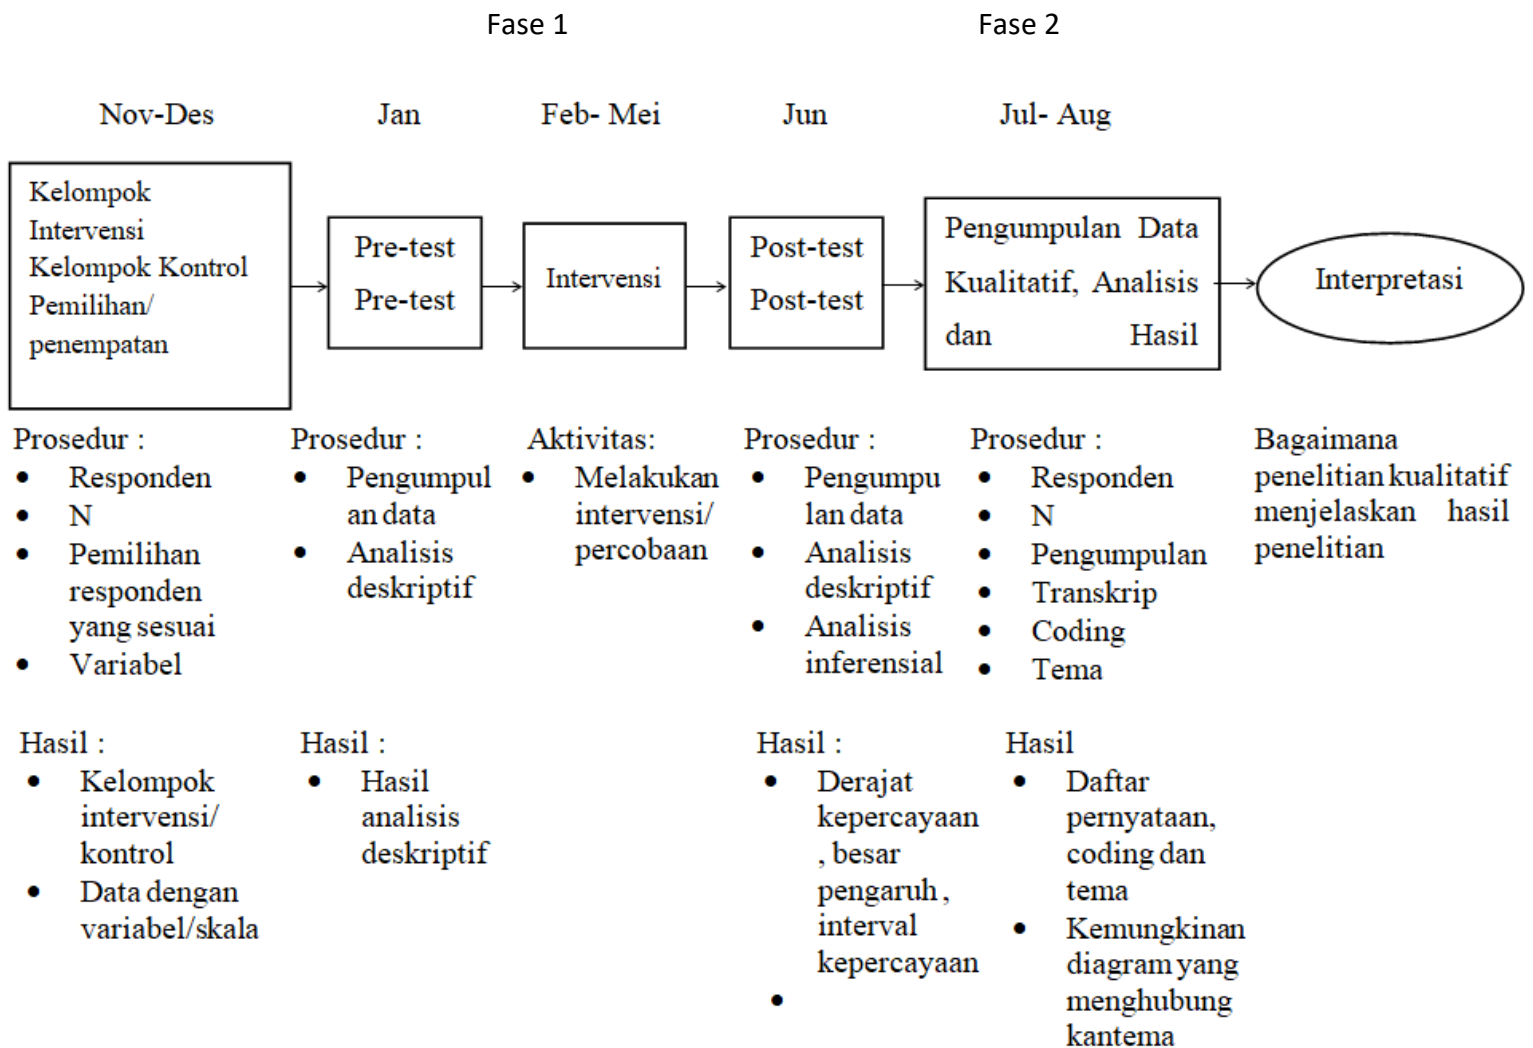 Fase 1
Fase 2
Nov-Des
Jan
Feb- Mei
Jun
Jul- Aug
Kelompok
Intervensi
Kelompok Kontrol
Pemilihan/
penempatan
Pre-test
Pre-test
Intervensi
Post-test
Post-test
Pengumpulan Data
Kualitatif, Analisis
dan Hasil
Interpretasi
Prosedur :
• Responden
• N
• Pemilihan
responden
yang sesuai
• Variabel
Prosedur :
• Pengumpul
an data
• Analisis
deskriptif
Aktivitas:
• Melakukan
intervensi/
percobaan
Prosedur :
• Pengumpu
lan data
• Analisis
deskriptif
• Analisis
inferensial
Prosedur :
• Responden
• N
• Pengumpulan
• Transkrip
• Coding
• Tema
Bagaimana
penelitian kualitatif
menjelaskan hasil
penelitian
Hasil :
• Kelompok
intervensi/
kontrol
• Data dengan
variabel/skala
Hasil :
• Hasil
analisis
deskriptif
Hasil :
• Derajat
kepercayaan
, besar
pengaruh ,
interval
kepercayaan
•
Hasil
• Daftar
pernyataan,
coding dan
tema
• Kemungkinan
diagram yang
menghubung
kantema